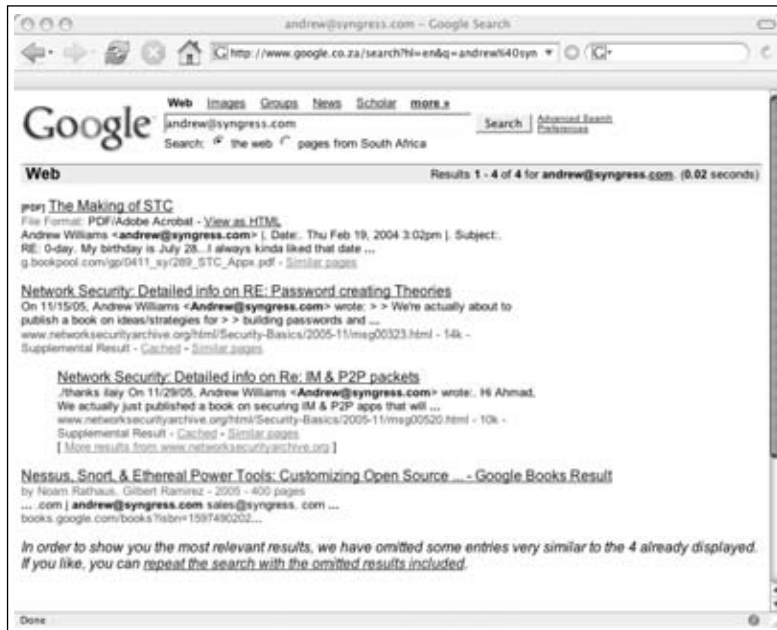 andrew@syngress.com – Google Search
http://www.google.co.za/search?hl=en&q=andrew%40syn
G
Web Images Groups News Scholar more »
Google
andrew@syngress.com Search Advanced Search
Preferences
Search: the web pages from South Africa
Web Results 1 - 4 of 4 for andrew@syngress.com. (0.02 seconds)
[PDF] The Making of STC
File Format: PDF/Adobe Acrobat - View as HTML
Andrew Williams <andrew@syngress.com> |. Date:. Thu Feb 19, 2004 3:02pm |. Subject:.
RE: 0-day. My birthday is July 28...I always kinda liked that date ...
g.bookpool.com/gp/0411_sy/289_STC_Appx.pdf - Similar pages
Network Security: Detailed info on RE: Password creating Theories
On 11/15/05, Andrew Williams <Andrew@syngress.com> wrote: > > We're actually about to
publish a book on ideas/strategies for > > building passwords and ...
www.networksecurityarchive.org/html/Security-Basics/2005-11/msg00323.html - 14k -
Supplemental Result - Cached - Similar pages
Network Security: Detailed info on Re: IM & P2P packets
./thanks ilaiy On 11/29/05, Andrew Williams <Andrew@syngress.com> wrote:. Hi Ahmad,
We actually just published a book on securing IM & P2P apps that will ...
www.networksecurityarchive.org/html/Security-Basics/2005-11/msg00520.html - 10k -
Supplemental Result - Cached - Similar pages
[ More results from www.networksecurityarchive.org ]
Nessus, Snort, & Ethereal Power Tools: Customizing Open Source ... - Google Books Result
by Noam Rathaus, Gilbert Ramirez - 2005 - 400 pages
... .com j andrew@syngress.com sales@syngress. com ...
books.google.com/books?isbn=1597490202...
In order to show you the most relevant results, we have omitted some entries very similar to the 4 already displayed.
If you like, you can repeat the search with the omitted results included.
Done